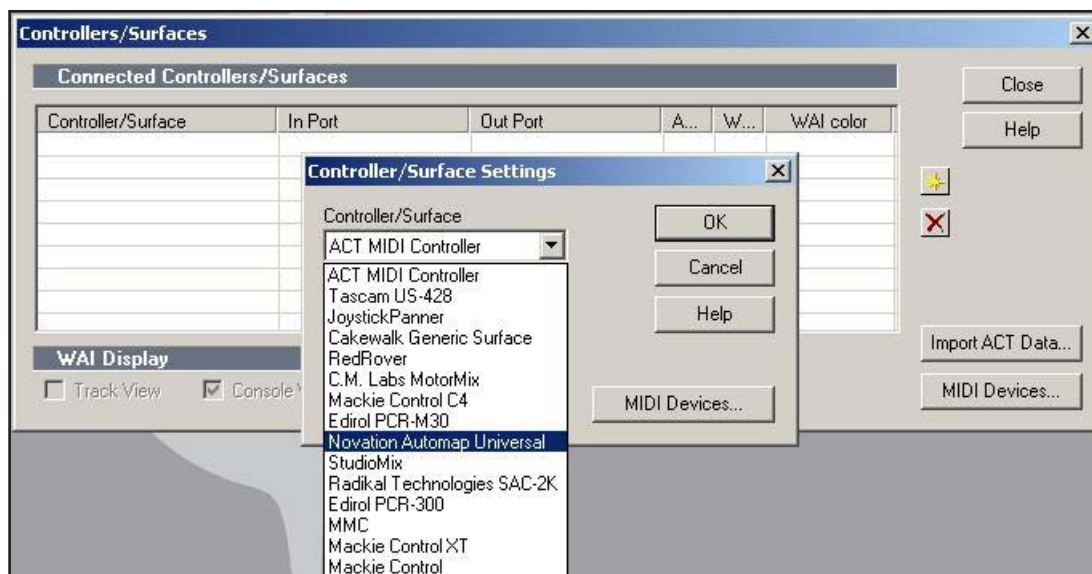 Controllers/Surfaces
Connected Controllers/Surfaces
Close
Controller/Surface In Port Out Port A... W... WAI color
Help
Controller/Surface Settings
Controller/Surface
OK
ACT MIDI Controller
Cancel
ACT MIDI Controller
Tascam US-428
JoystickPanner
Help
Cakewalk Generic Surface
Import ACT Data...
RedRover
WAI Display
C.M. Labs MotorMix
Track View Console V
Mackie Control C4
MIDI Devices...
MIDI Devices...
Edirol PCR-M30
Novation Automap Universal
StudioMix
Radikal Technologies SAC-2K
Edirol PCR-300
MMC
Mackie Control XT
Mackie Control